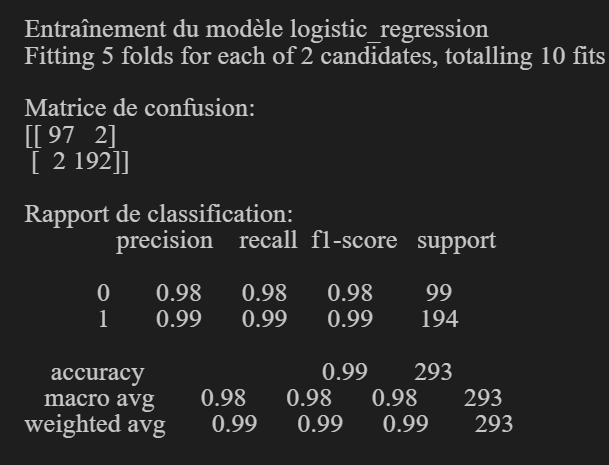 Entraînement du modèle logistic_regression
Fitting 5 folds for each of 2 candidates, totalling 10 fits
Matrice de confusion:
[[ 97 2]
[ 2 192]]
Rapport de classification:
precision recall f1-score support
0 0.98 0.98 0.98 99
1 0.99 0.99 0.99 194
accuracy 0.99 293
macro avg 0.98 0.98 0.98 293
weighted avg 0.99 0.99 0.99 293